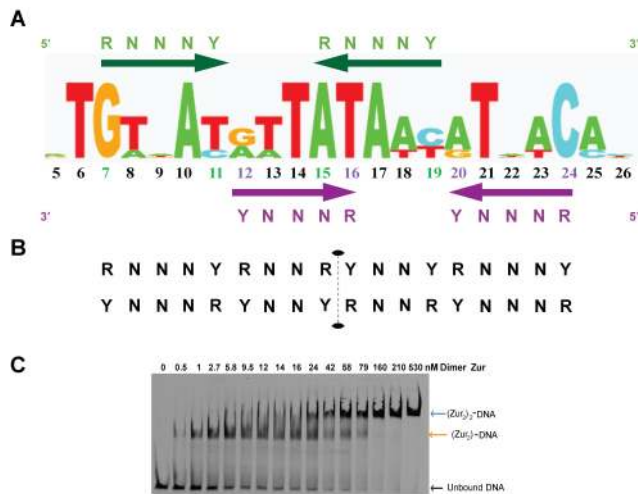 A
5' R N N N Y R N N N Y 3'
T G T A T G T T A T A A C A T A C A
5 6 7 8 9 10 11 12 13 14 15 16 17 18 19 20 21 22 23 24 25 26
3' Y N N N R Y N N N R 5'
B
R N N N Y R N N R Y N N Y R N N N Y
Y N N N R Y N N Y R N N R Y N N N R
C
0 0.5 1 2.7 5.8 9.5 12 14 16 24 42 58 79 160 210 530 nM Dimer Zur
(Zur₂)₂-DNA
(Zur₂)-DNA
Unbound DNA